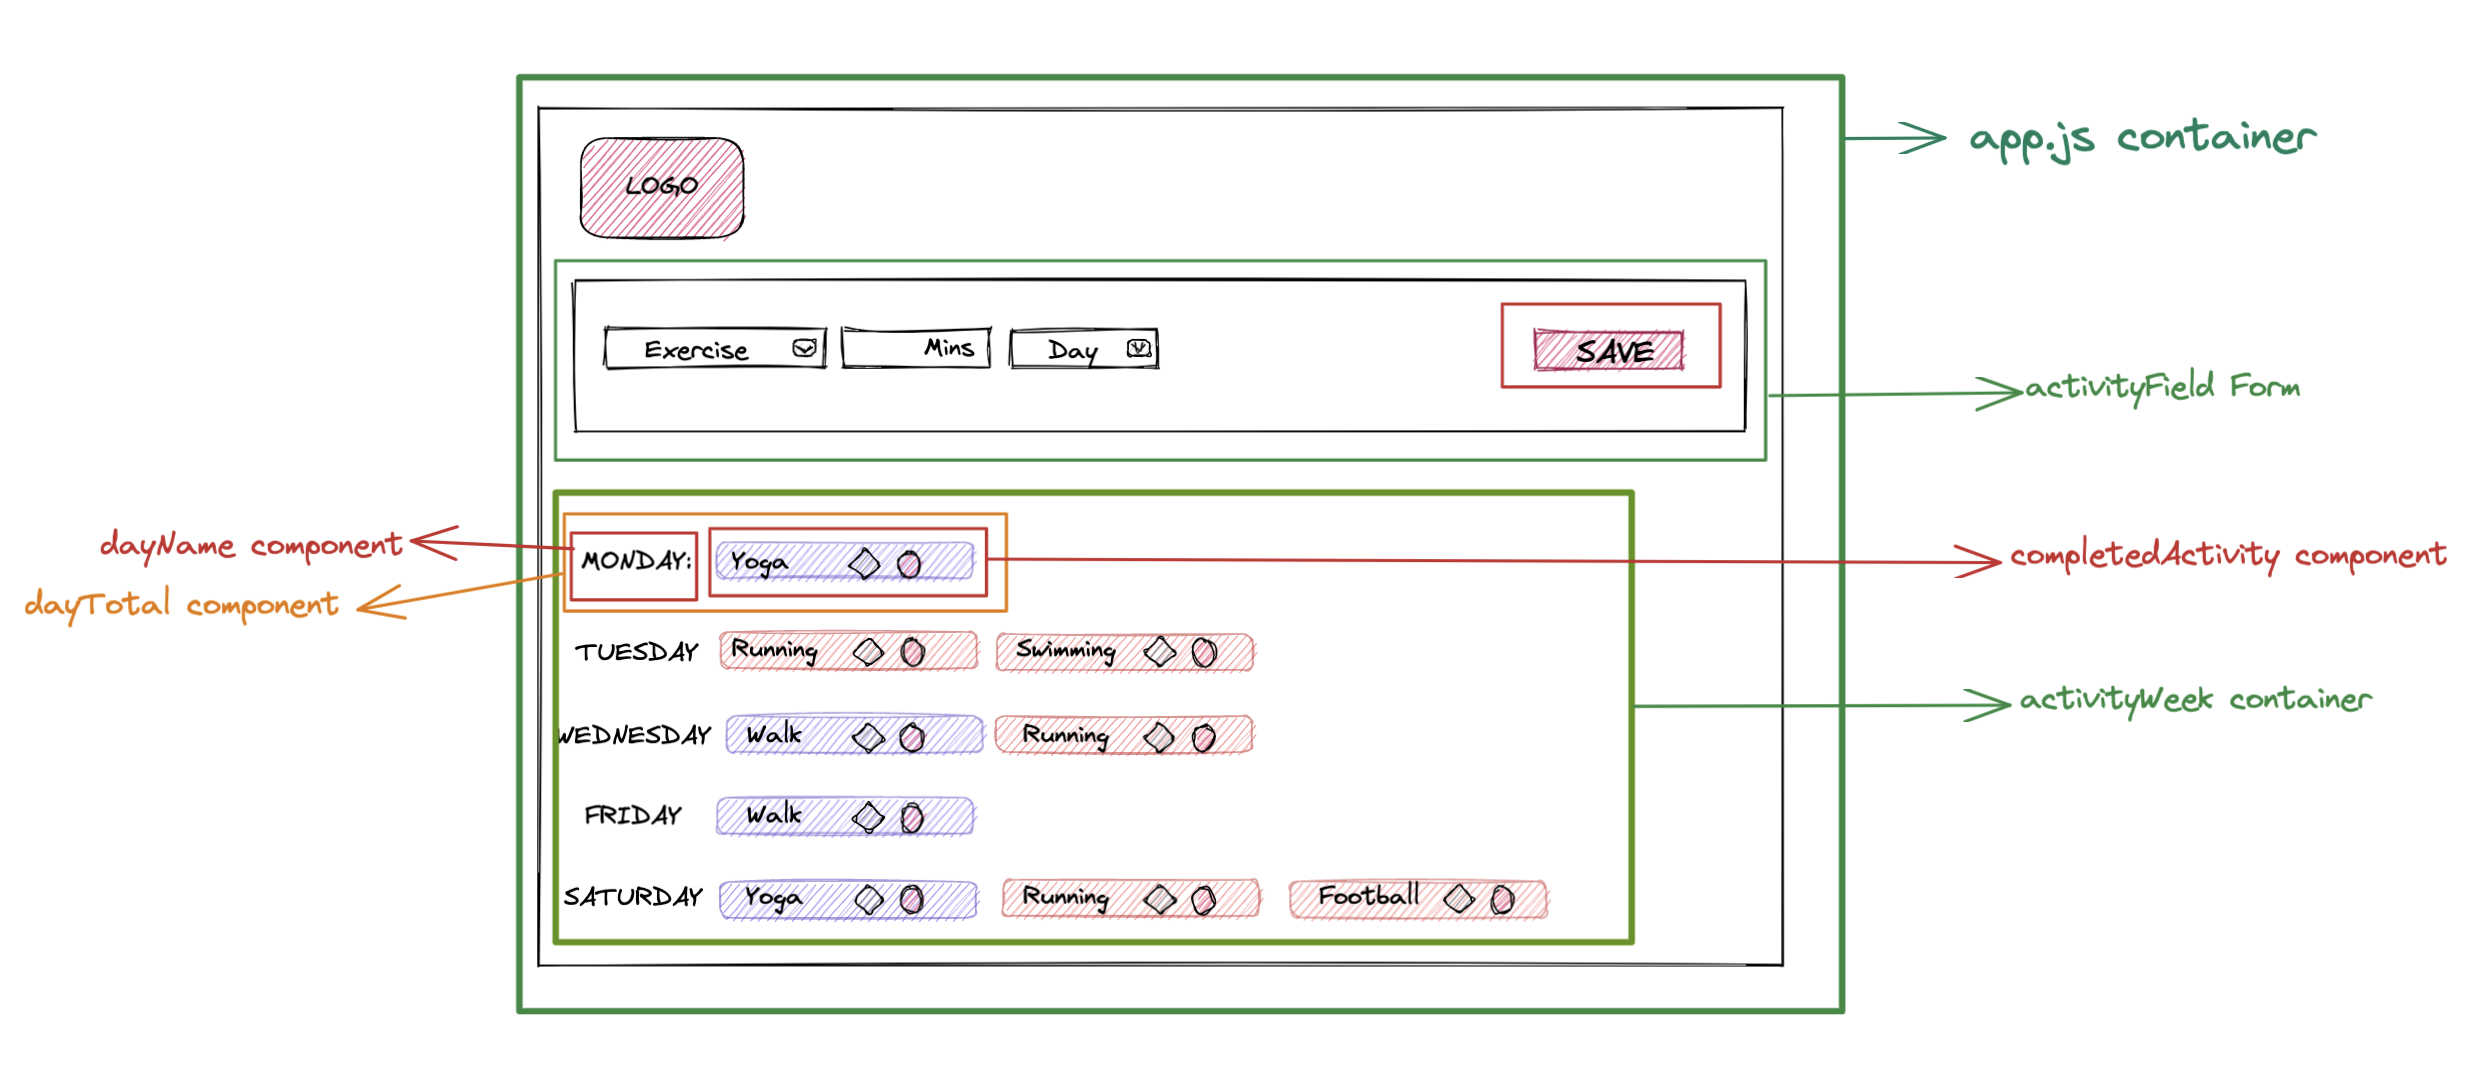 app.js container
LOGO
Exercise
Mins
Day
SAVE
activityField Form
dayName component
dayTotal component
MONDAY:
Yoga
completedActivity component
TUESDAY
Running
Swimming
WEDNESDAY
Walk
Running
activityWeek container
FRIDAY
Walk
SATURDAY
Yoga
Running
Football